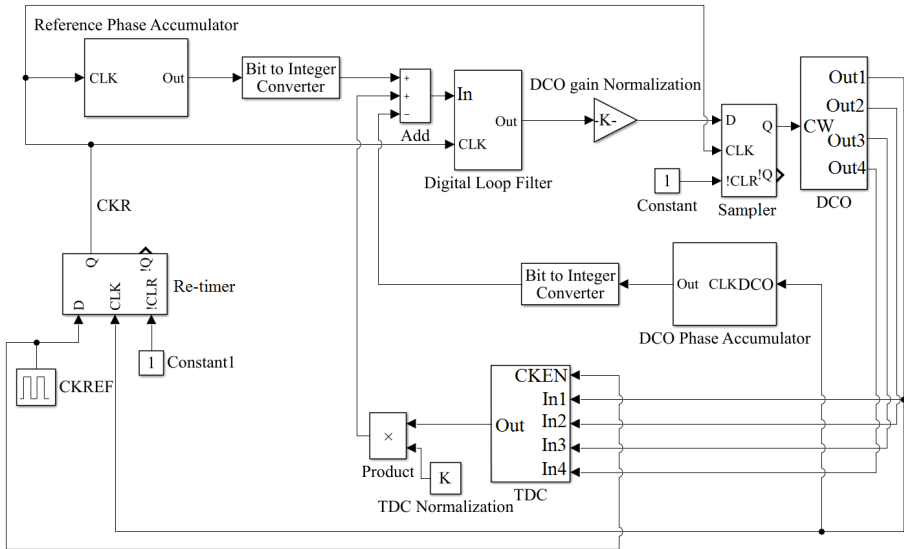 Reference Phase Accumulator
CLK
Out
Bit to Integer
Converter
+
+
−
Add
In
CLK
Out
Digital Loop Filter
DCO gain Normalization
-K-
D
CLK
!CLR
Q
!Q
Sampler
1
Constant
CW
Out1
Out2
Out3
Out4
DCO
CKR
Q
!Q
D
CLK
!CLR
Re-timer
1
Constant1
CKREF
Bit to Integer
Converter
Out
CLKDCO
DCO Phase Accumulator
CKEN
In1
In2
In3
In4
Out
TDC
×
Product
K
TDC Normalization